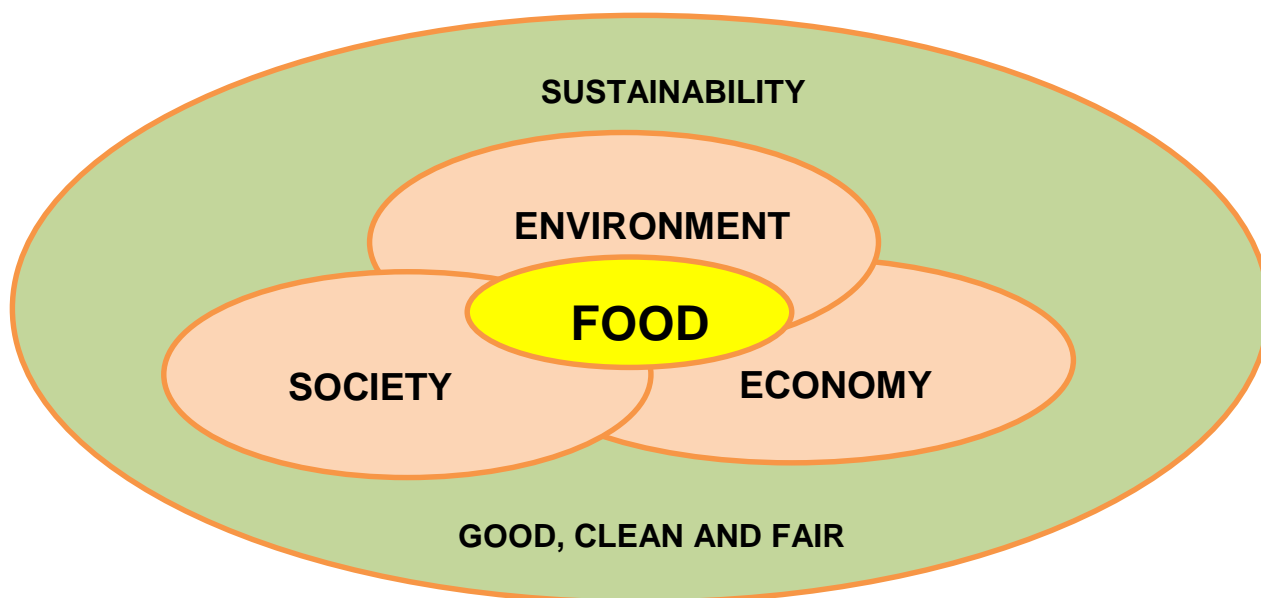 SUSTAINABILITY
ENVIRONMENT
FOOD
SOCIETY
ECONOMY
GOOD, CLEAN AND FAIR